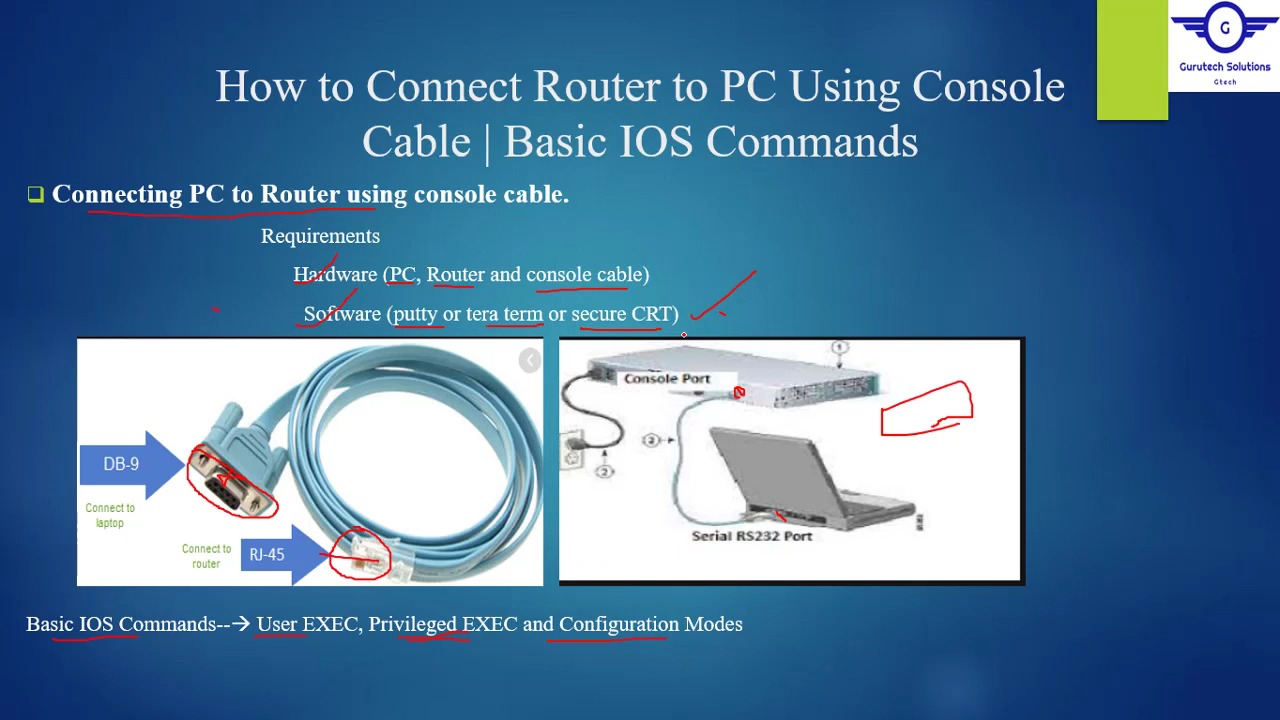 G
Gurutech Solutions
Gtech
How to Connect Router to PC Using Console
Cable | Basic IOS Commands
Connecting PC to Router using console cable.
Requirements
Hardware (PC, Router and console cable)
Software (putty or tera term or secure CRT)
DB-9
Connect to
laptop
Connect to
router
RJ-45
Console Port
1
2
2
Serial RS232 Port
Basic IOS Commands--→ User EXEC, Privileged EXEC and Configuration Modes